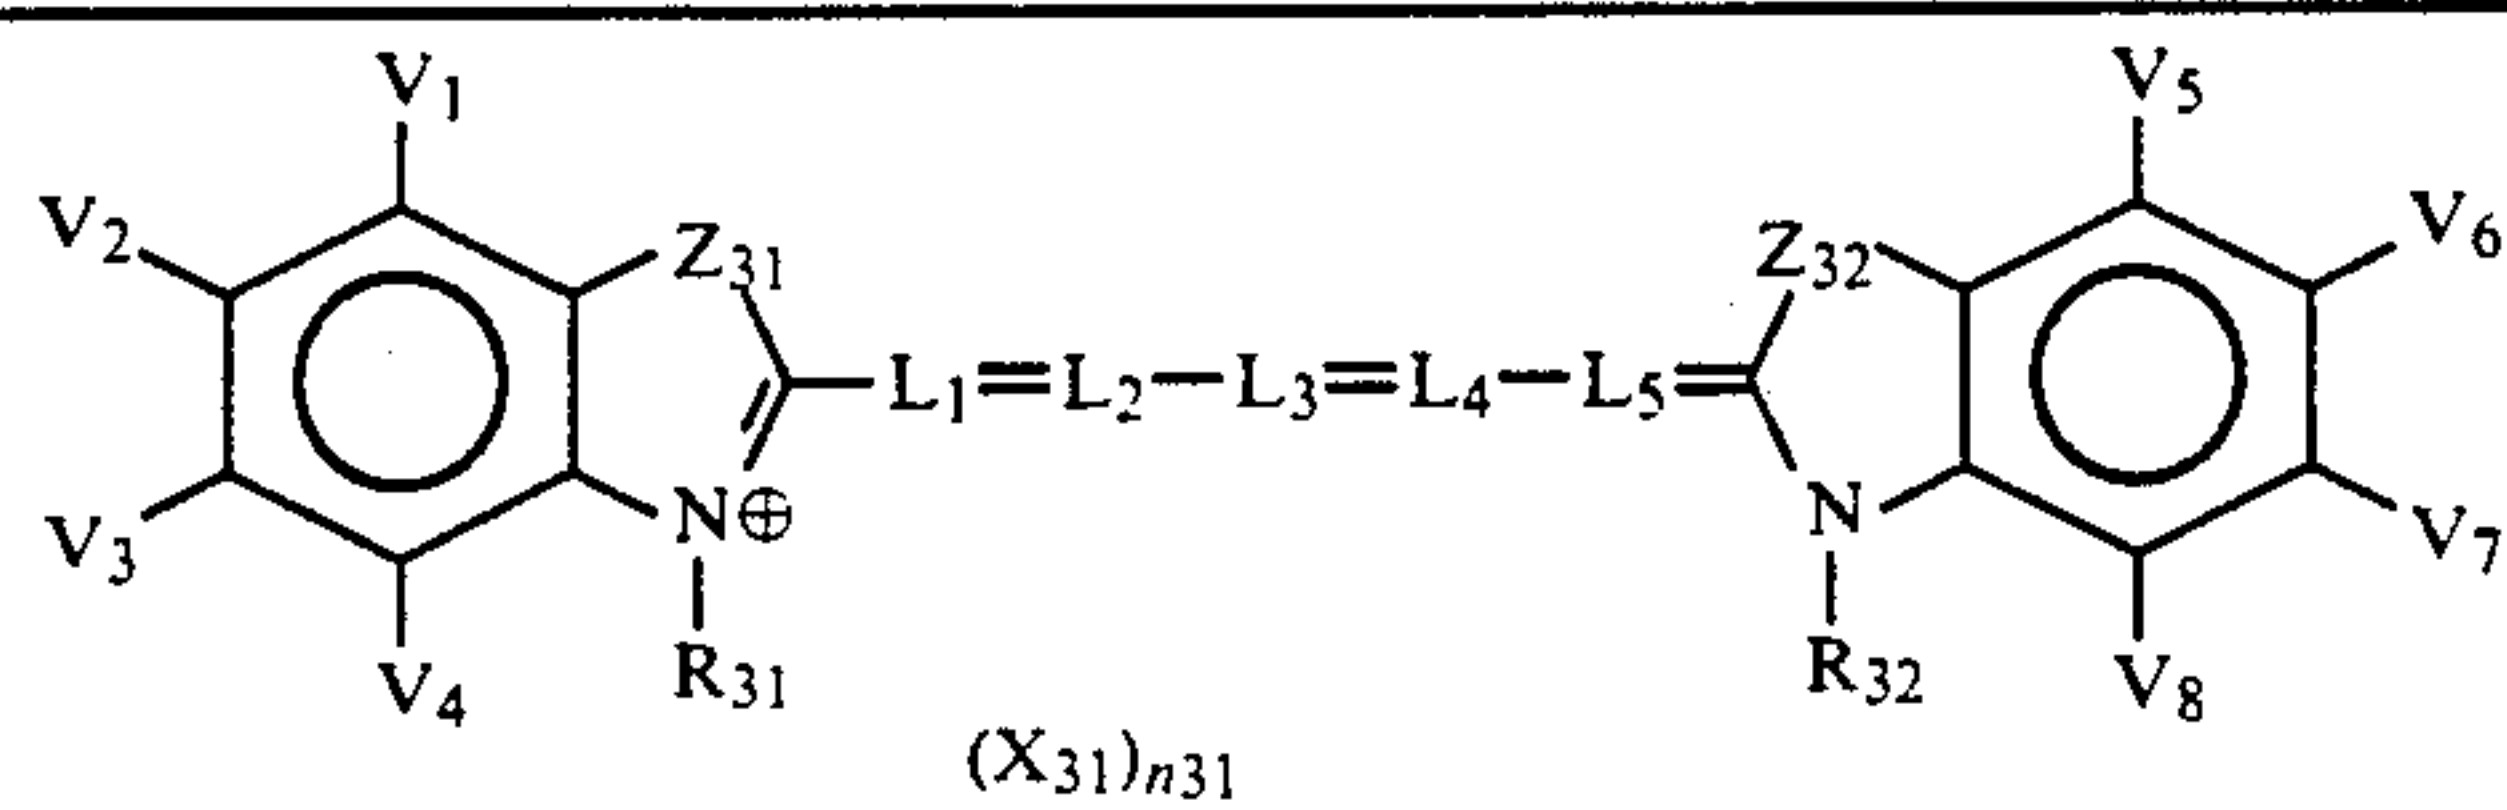 V1 V5
V2 Z31 Z32 V6
L1=L2—L3=L4—L5=
V3 N⊕ N V7
V4 R31 R32 V8
(X31)n31